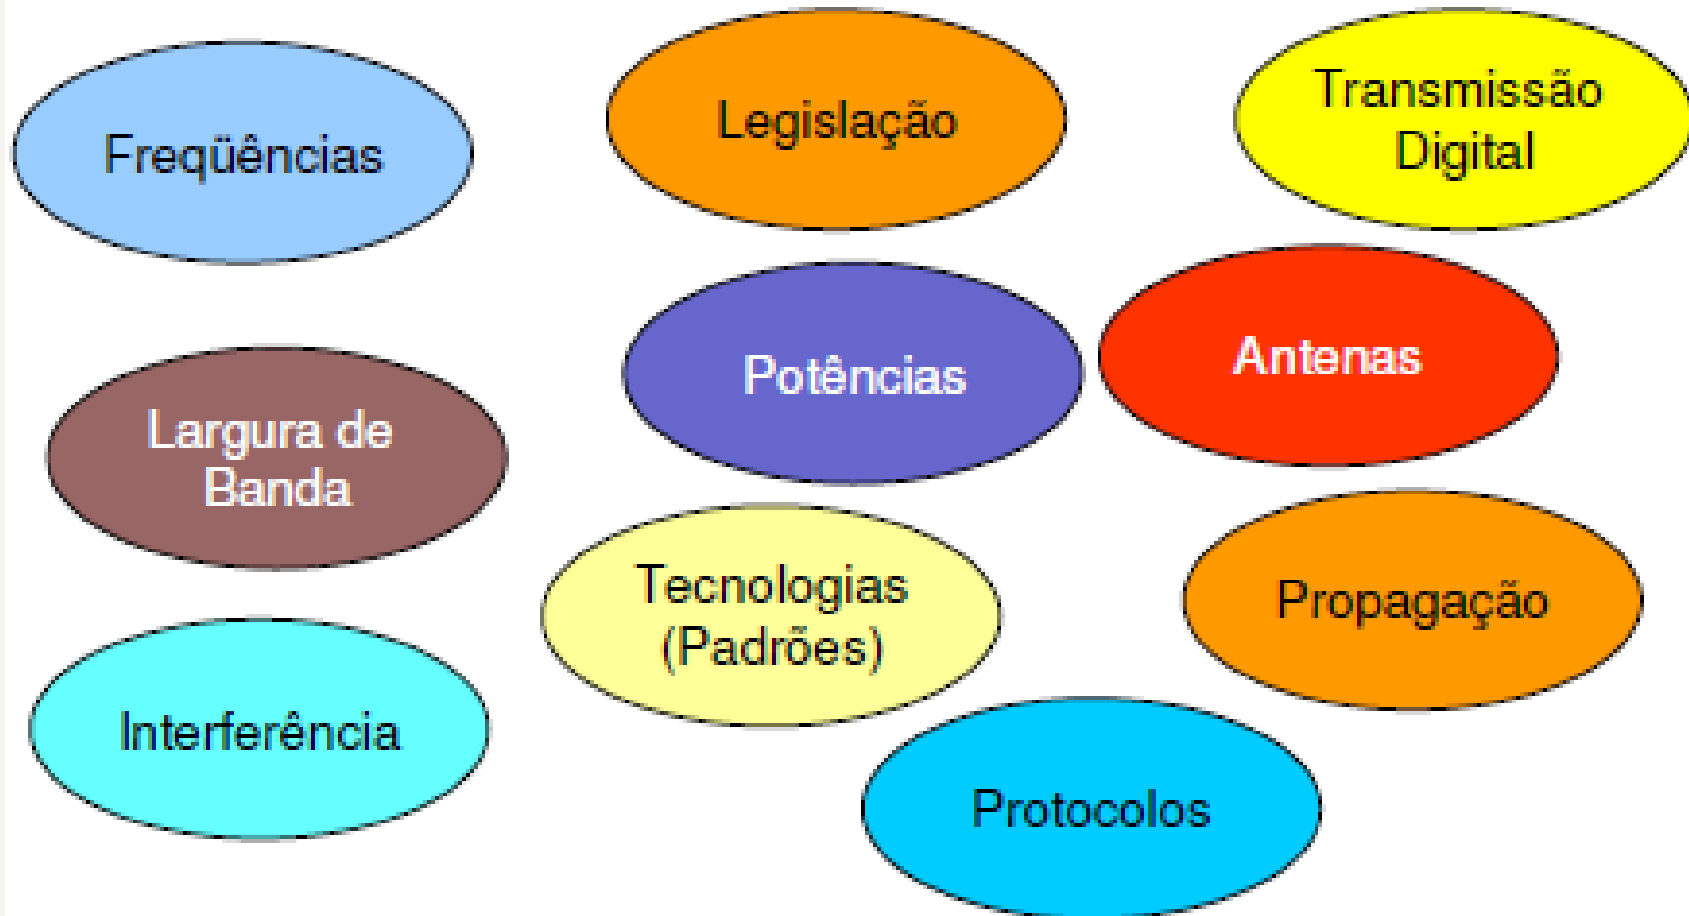 Freqüências
Legislação
Transmissão
Digital
Potências
Antenas
Largura de
Banda
Tecnologias
(Padrões)
Propagação
Interferência
Protocolos